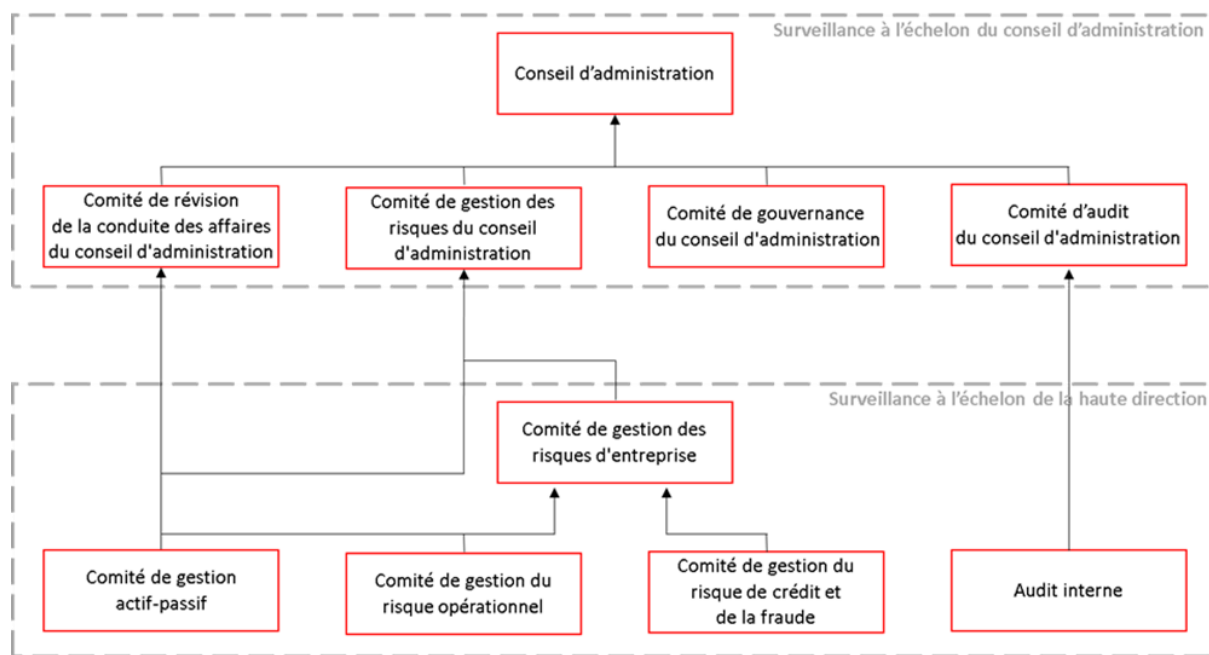 Surveillance à l’échelon du conseil d’administration
Conseil d’administration
Comité de révision
de la conduite des affaires
du conseil d'administration
Comité de gestion des
risques du conseil
d'administration
Comité de gouvernance
du conseil d'administration
Comité d’audit
du conseil d'administration
Surveillance à l’échelon de la haute direction
Comité de gestion des
risques d'entreprise
Comité de gestion
actif-passif
Comité de gestion du
risque opérationnel
Comité de gestion du
risque de crédit et
de la fraude
Audit interne